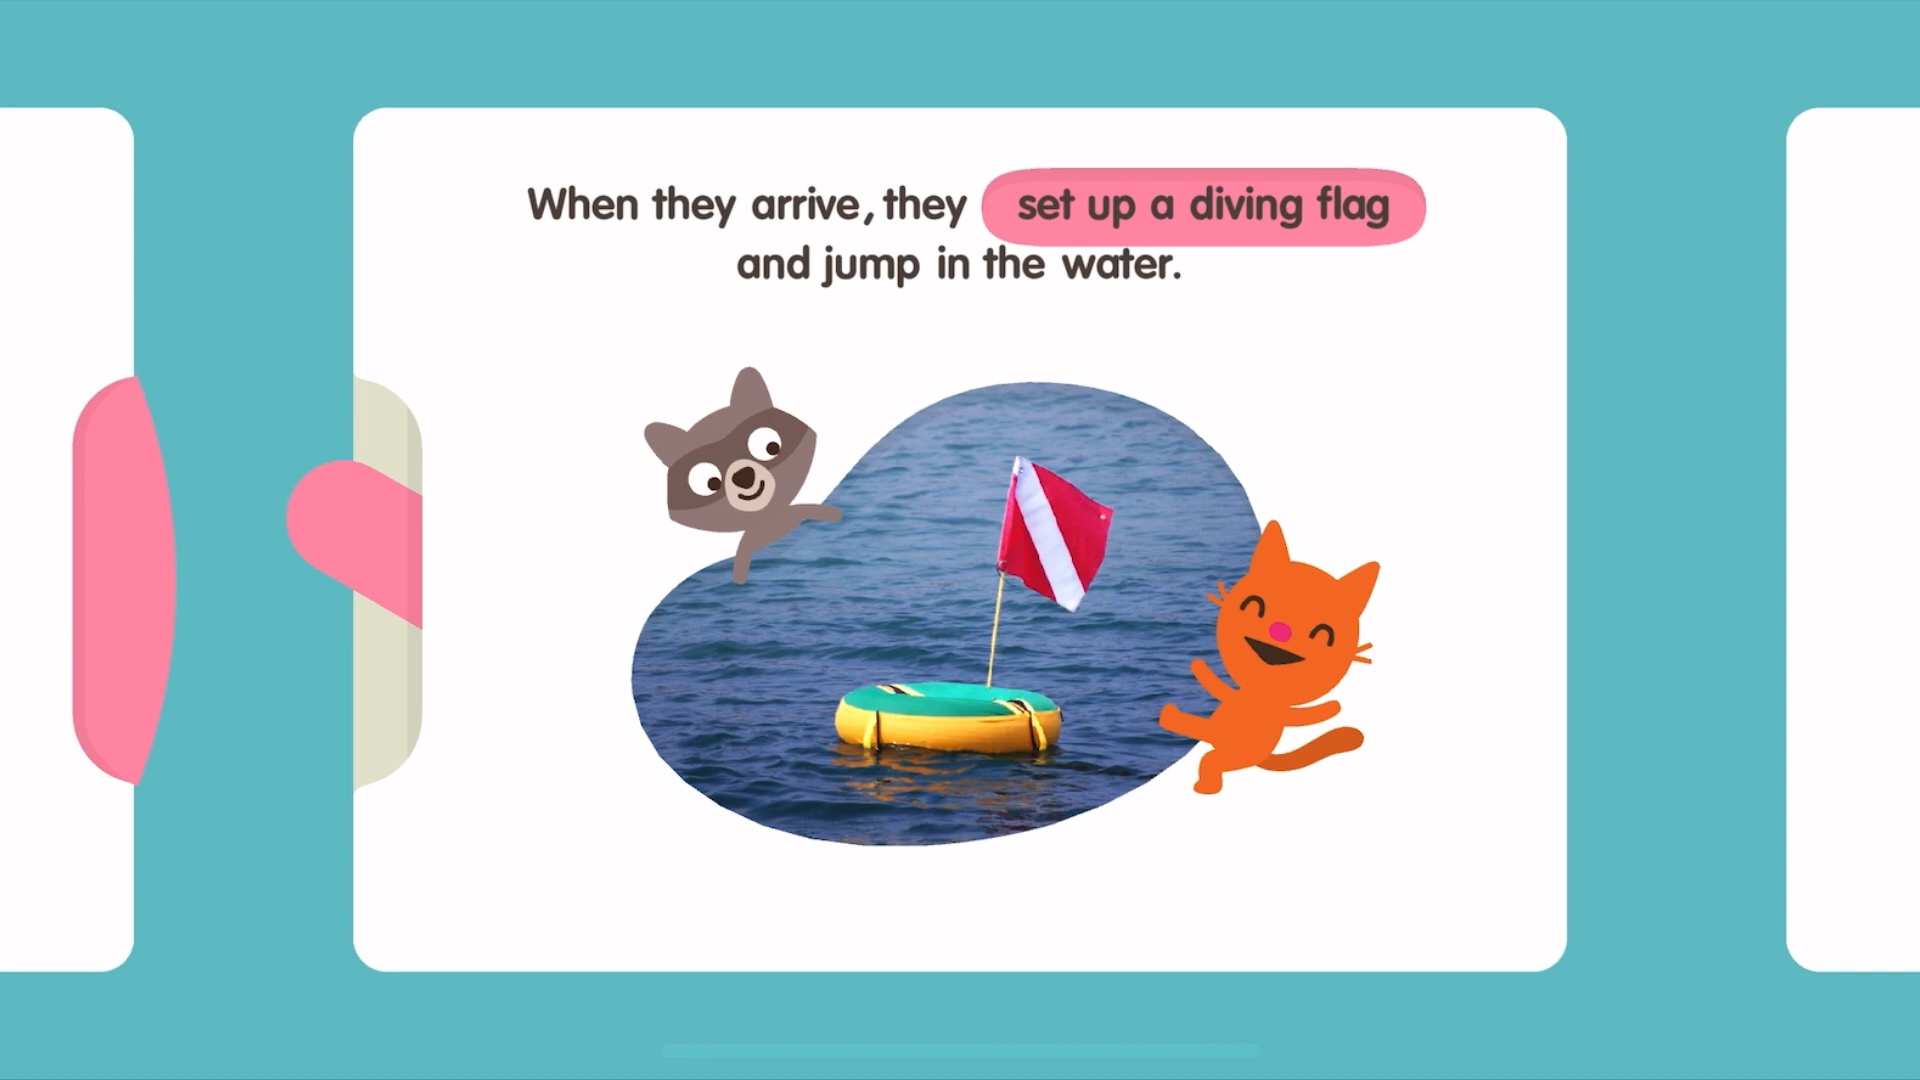 When they arrive, they set up a diving flag
and jump in the water.